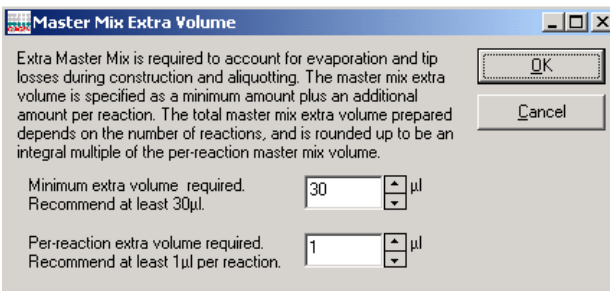 Master Mix Extra Volume
Extra Master Mix is required to account for evaporation and tip
losses during construction and aliquotting. The master mix extra
volume is specified as a minimum amount plus an additional
amount per reaction. The total master mix extra volume prepared
depends on the number of reactions, and is rounded up to be an
integral multiple of the per-reaction master mix volume.
OK
Cancel
Minimum extra volume required.
Recommend at least 30µl.
30 µl
Per-reaction extra volume required.
Recommend at least 1µl per reaction.
1 µl